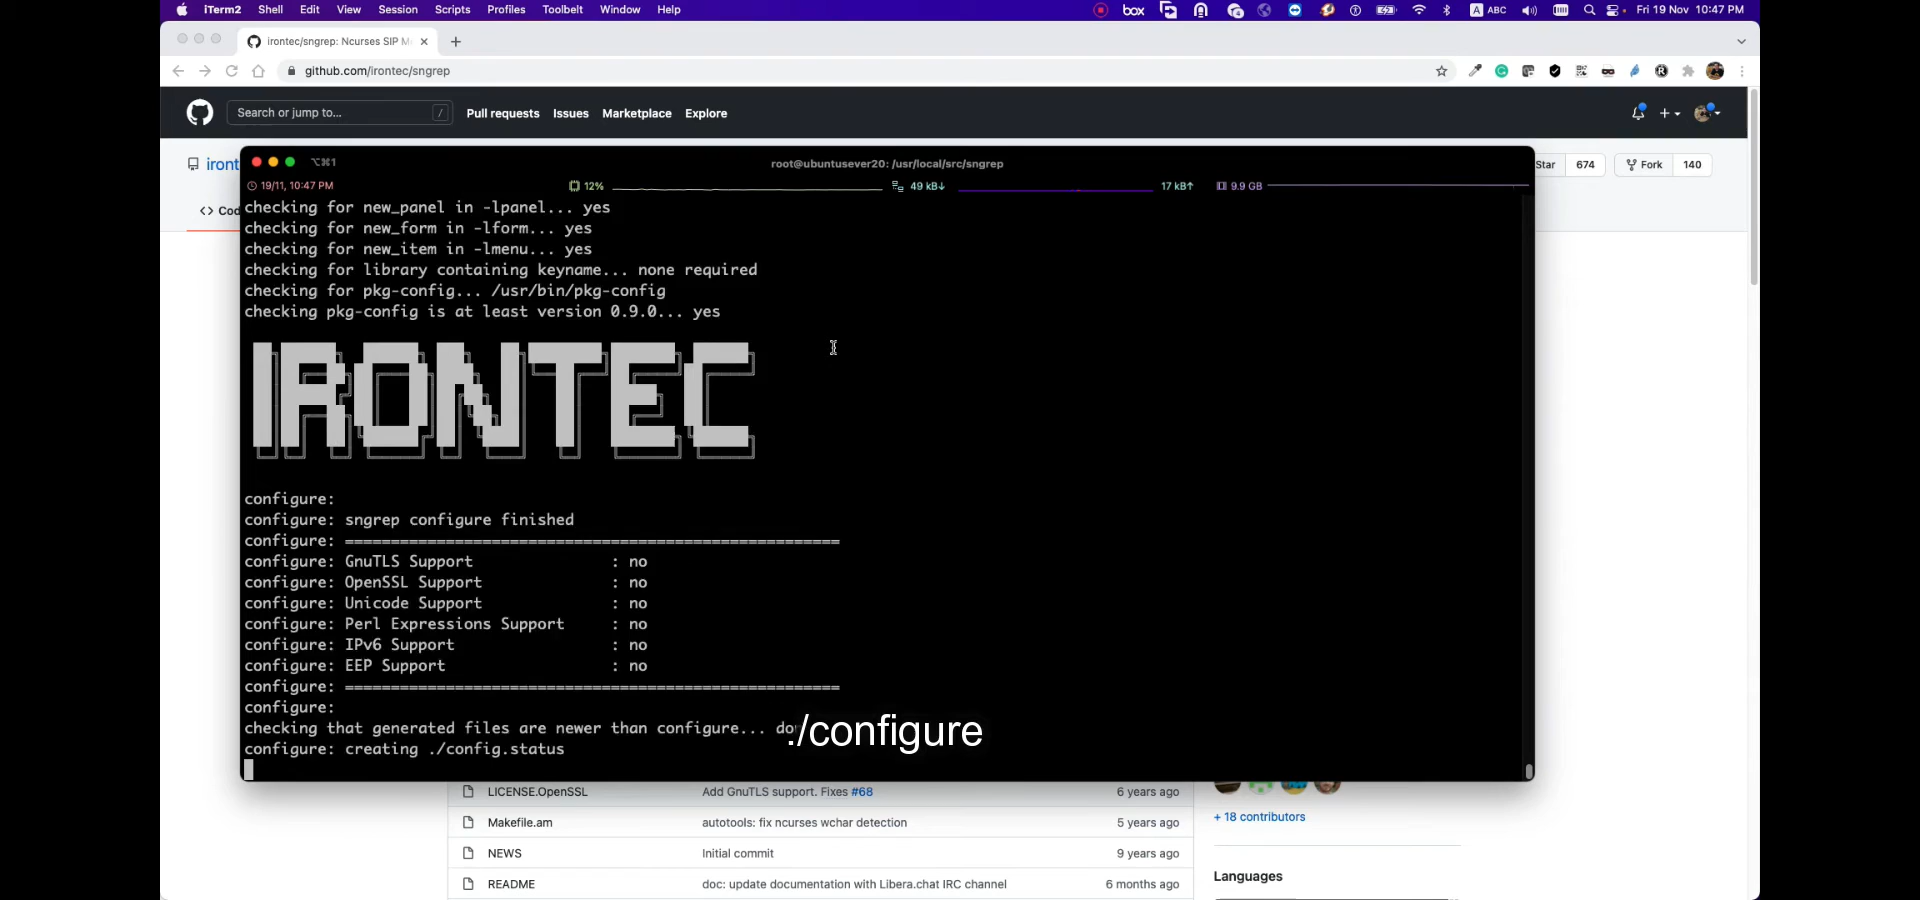 iTerm2 Shell Edit View Session Scripts Profiles Toolbelt Window Help box ABC Fri 19 Nov 10:47 PM
irontec/sngrep: Ncurses SIP M
github.com/irontec/sngrep
Search or jump to... / Pull requests Issues Marketplace Explore
iront
Star 674 Fork 140
⌥⌘1 root@ubuntusever20: /usr/local/src/sngrep
19/11, 10:47 PM 12% 49 kB↓ 17 kB↑ 9.9 GB
<> Cod
checking for new_panel in -lpanel... yes
checking for new_form in -lform... yes
checking for new_item in -lmenu... yes
checking for library containing keyname... none required
checking for pkg-config... /usr/bin/pkg-config
checking pkg-config is at least version 0.9.0... yes
IRONTEC
configure:
configure: sngrep configure finished
configure: ======================================================
configure: GnuTLS Support : no
configure: OpenSSL Support : no
configure: Unicode Support : no
configure: Perl Expressions Support : no
configure: IPv6 Support : no
configure: EEP Support : no
configure: ======================================================
configure:
checking that generated files are newer than configure... do
./configure
configure: creating ./config.status
LICENSE.OpenSSL Add GnuTLS support. Fixes #68 6 years ago
+ 18 contributors
Makefile.am autotools: fix ncurses wchar detection 5 years ago
NEWS Initial commit 9 years ago
Languages
README doc: update documentation with Libera.chat IRC channel 6 months ago